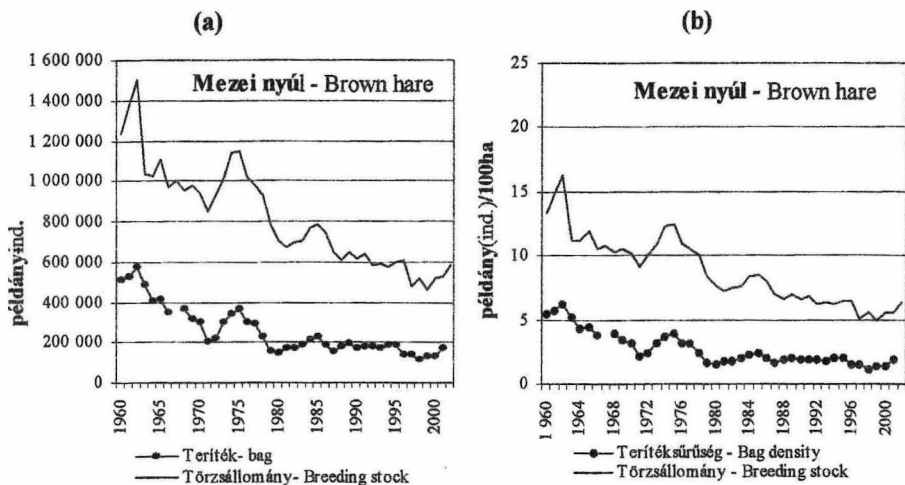 (a)
1 600 000
1 400 000
1 200 000
1 000 000
800 000
600 000
400 000
200 000
0
példány-ind.
Mezei nyúl - Brown hare
1960
1965
1970
1975
1980
1985
1990
1995
2000
Teríték- bag
Törzsállomány- Breeding stock
(b)
25
20
15
10
5
0
példány(ind.)/100ha
Mezei nyúl - Brown hare
1 960
1964
1968
1972
1976
1980
1984
1988
1992
1996
2000
Terítéksűrűség - Bag density
Törzsállomány - Breeding stock